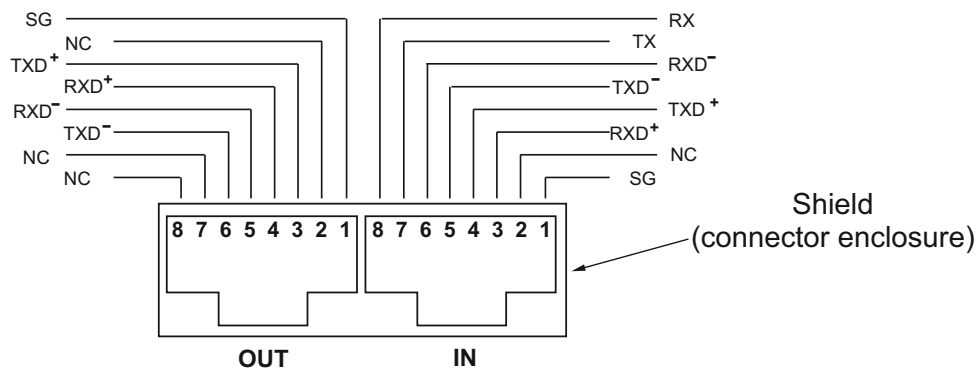 SG
NC
TXD+
RXD+
RXD-
TXD-
NC
NC
RX
TX
RXD-
TXD-
TXD +
RXD+
NC
SG
Shield
(connector enclosure)
8 7 6 5 4 3 2 1
8 7 6 5 4 3 2 1
OUT
IN